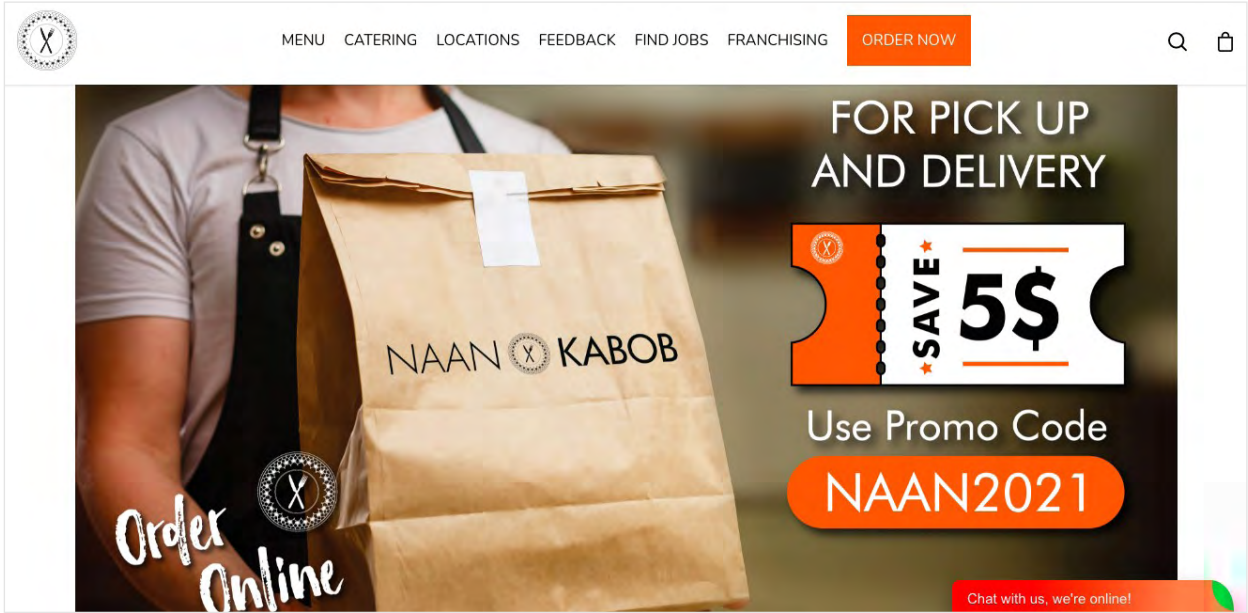 MENU CATERING LOCATIONS FEEDBACK FIND JOBS FRANCHISING ORDER NOW
FOR PICK UP
AND DELIVERY
SAVE
5$
NAAN KABOB
Use Promo Code
NAAN2021
Order
Online
Chat with us, we're online!